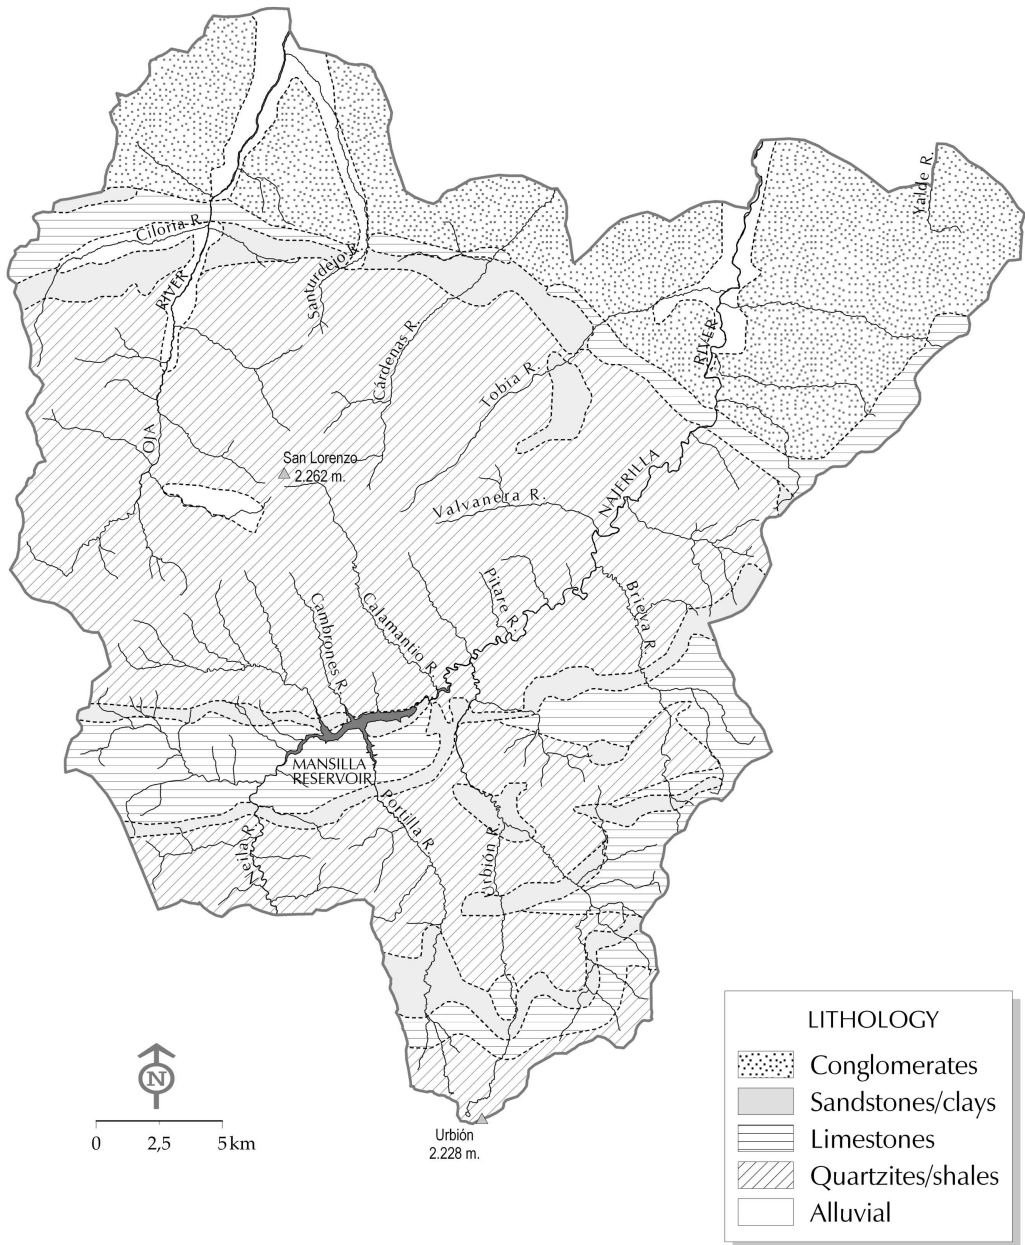 Yalde R.
Ciloria R.
RIVER
Santurdejo R.
Cárdenas R.
RIVER
Tobia R.
OJA
San Lorenzo
2.262 m.
NAJERILLA
Valvanera R.
Pitare R.
Brieva R.
Cambrones R.
Calamantio R.
MANSILLA
RESERVOIR
Portilla R.
Neila R.
Urbión R.
LITHOLOGY
Conglomerates
Sandstones/clays
Limestones
Quartzites/shales
Alluvial
N
0 2,5 5 km
Urbión
2.228 m.